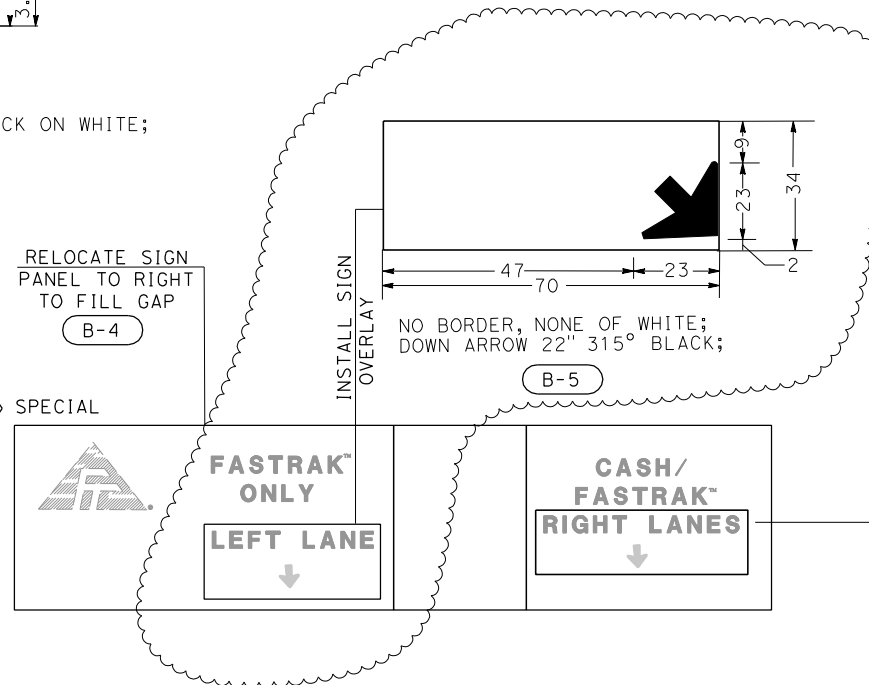 3.
CK ON WHITE;
9
23
34
2
47
23
70
RELOCATE SIGN
PANEL TO RIGHT
TO FILL GAP
B-4
INSTALL SIGN
OVERLAY
NO BORDER, NONE OF WHITE;
DOWN ARROW 22" 315° BLACK;
B-5
SPECIAL
FT
FASTRAK™
ONLY
LEFT LANE
CASH/
FASTRAK™
RIGHT LANES